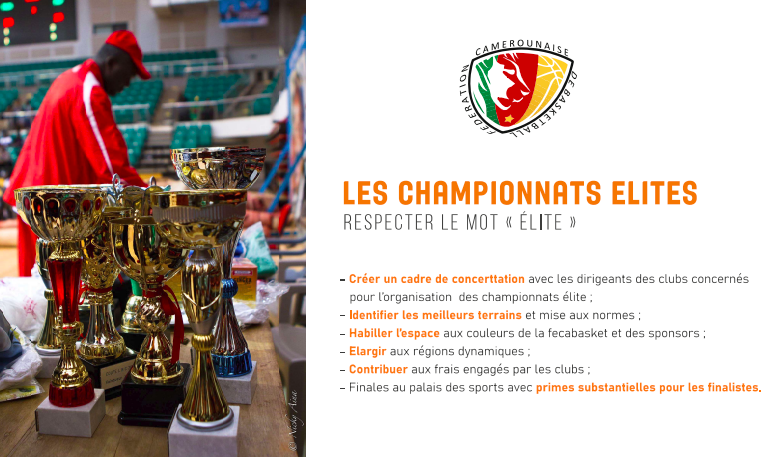 FÉDÉRATION CAMEROUNAISE DE BASKETBALL
LES CHAMPIONNATS ELITES
RESPECTER LE MOT « ÉLITE »
– Créer un cadre de concerttation avec les dirigeants des clubs concernés
pour l'organisation des championnats élite ;
– Identifier les meilleurs terrains et mise aux normes ;
– Habiller l'espace aux couleurs de la fecabasket et des sponsors ;
– Elargir aux régions dynamiques ;
– Contribuer aux frais engagés par les clubs ;
– Finales au palais des sports avec primes substantielles pour les finalistes.